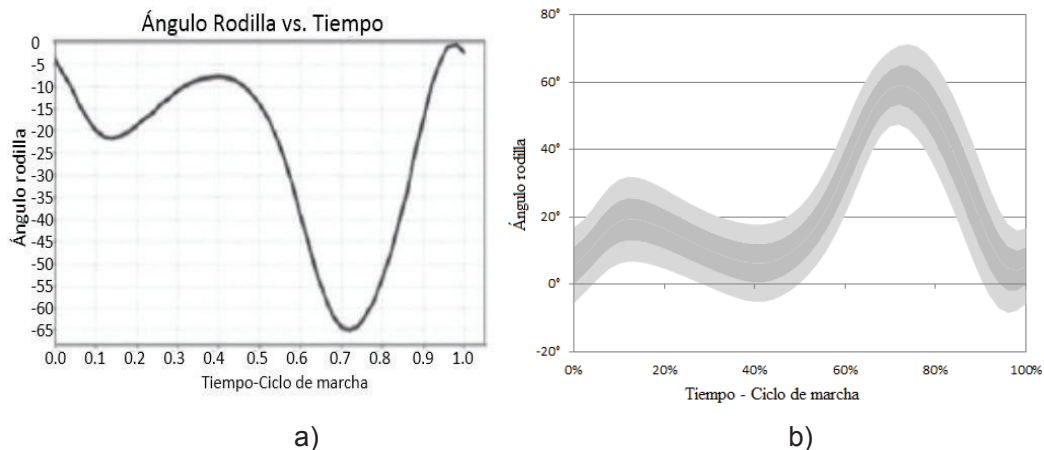 Ángulo Rodilla vs. Tiempo
Ángulo rodilla
0
-5
-10
-15
-20
-25
-30
-35
-40
-45
-50
-55
-60
-65
0.0 0.1 0.2 0.3 0.4 0.5 0.6 0.7 0.8 0.9 1.0
Tiempo-Ciclo de marcha
a)
Ángulo rodilla
80°
60°
40°
20°
0°
-20°
0% 20% 40% 60% 80% 100%
Tiempo - Ciclo de marcha
b)